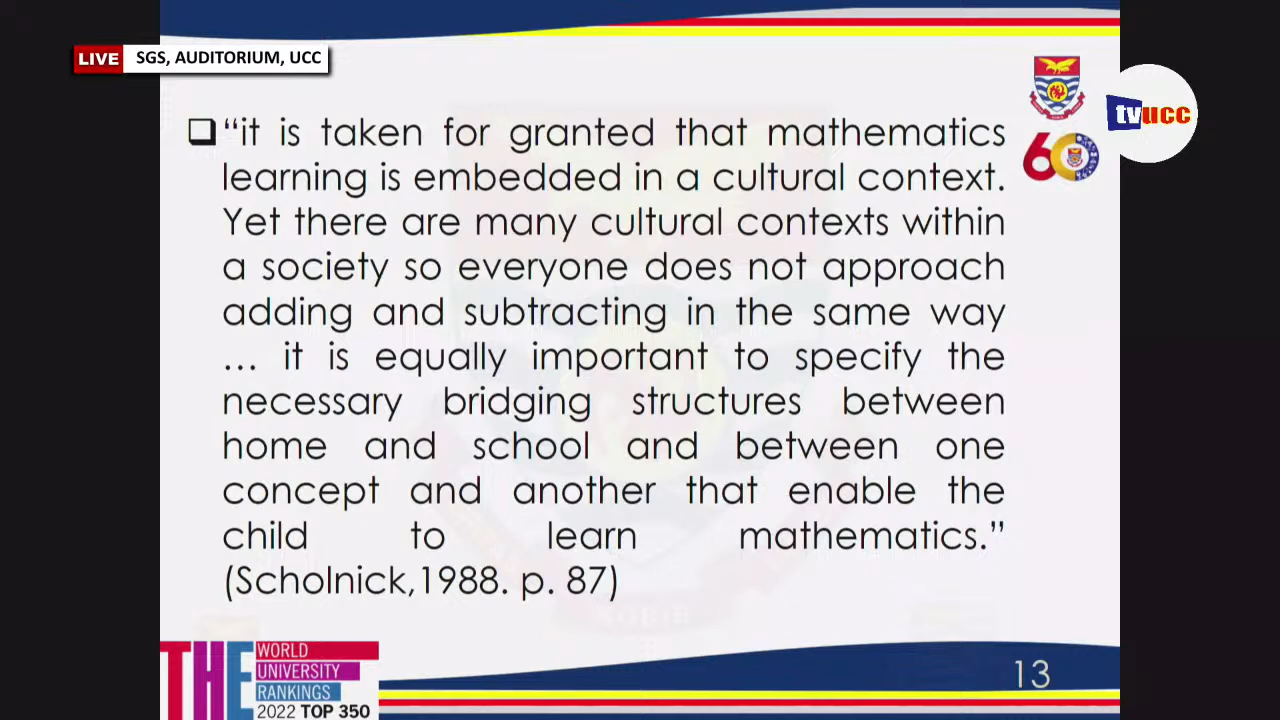 LIVE SGS, AUDITORIUM, UCC
tvucc
60
❑ “it is taken for granted that mathematics
learning is embedded in a cultural context.
Yet there are many cultural contexts within
a society so everyone does not approach
adding and subtracting in the same way
… it is equally important to specify the
necessary bridging structures between
home and school and between one
concept and another that enable the
child to learn mathematics.”
(Scholnick,1988. p. 87)
THE
WORLD
UNIVERSITY
RANKINGS
2022 TOP 350
13